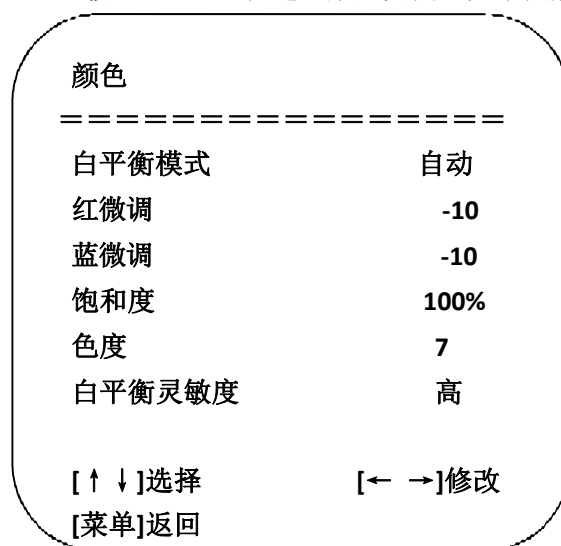 颜色
=================
白平衡模式 自动
红微调 -10
蓝微调 -10
饱和度 100%
色度 7
白平衡灵敏度 高
[↑↓]选择 [← →]修改
[菜单]返回